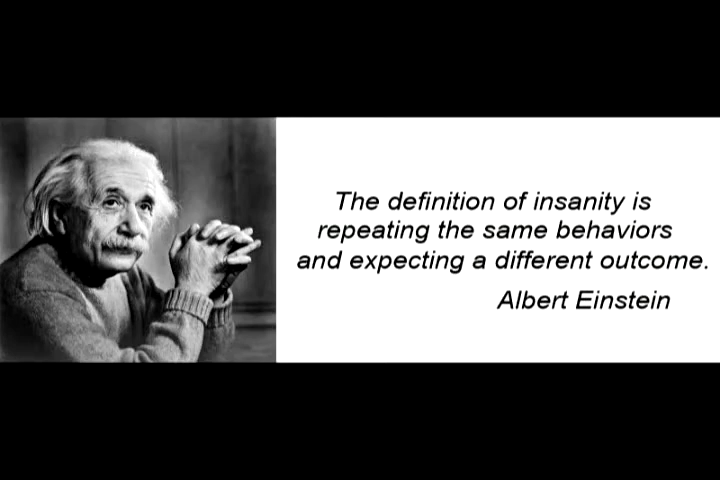 The definition of insanity is
repeating the same behaviors
and expecting a different outcome.
Albert Einstein